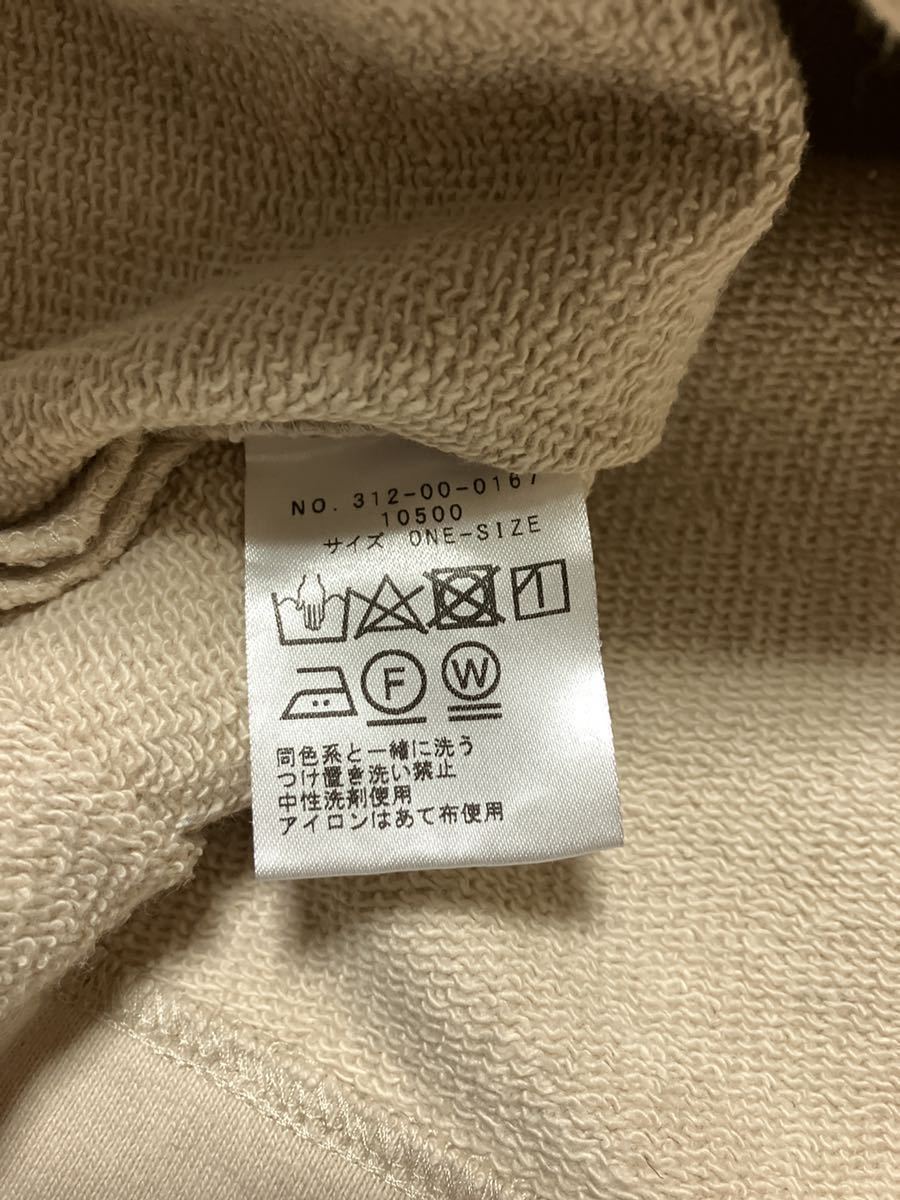 NO. 312-00-0167
10500
サイズ ONE-SIZE
F W
同色系と一緒に洗う
つけ置き洗い禁止
中性洗剤使用
アイロンはあて布使用